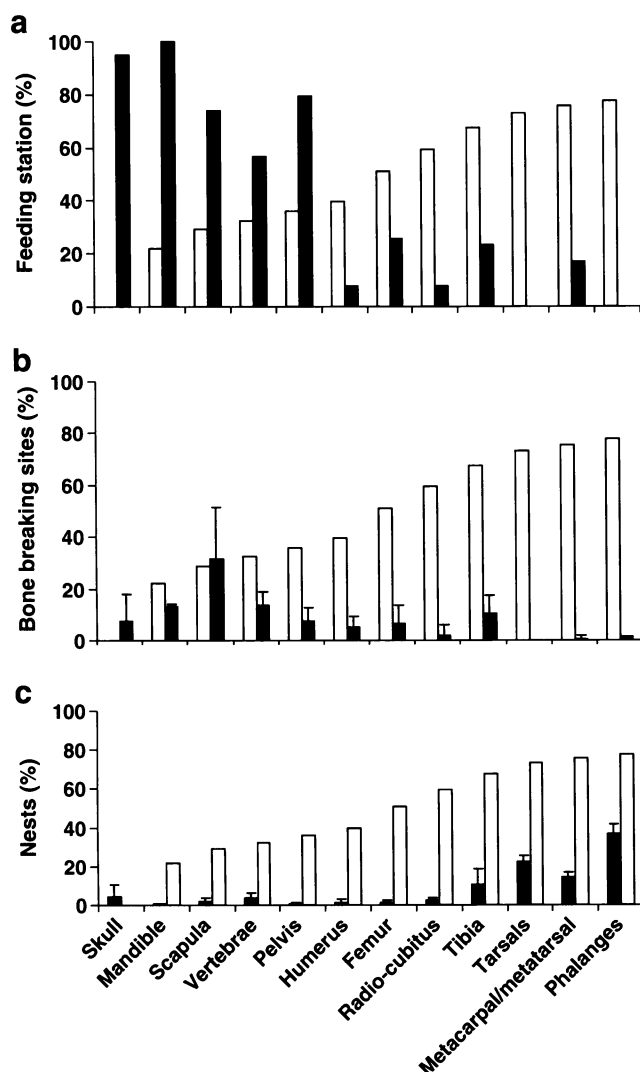 a
Feeding station (%)
100
80
60
40
20
0
b
Bone breaking sites (%)
100
80
60
40
20
0
c
Nests (%)
100
80
60
40
20
0
Skull
Mandible
Scapula
Vertebrae
Pelvis
Humerus
Femur
Radio-cubitus
Tibia
Tarsals
Metacarpal/metatarsal
Phalanges